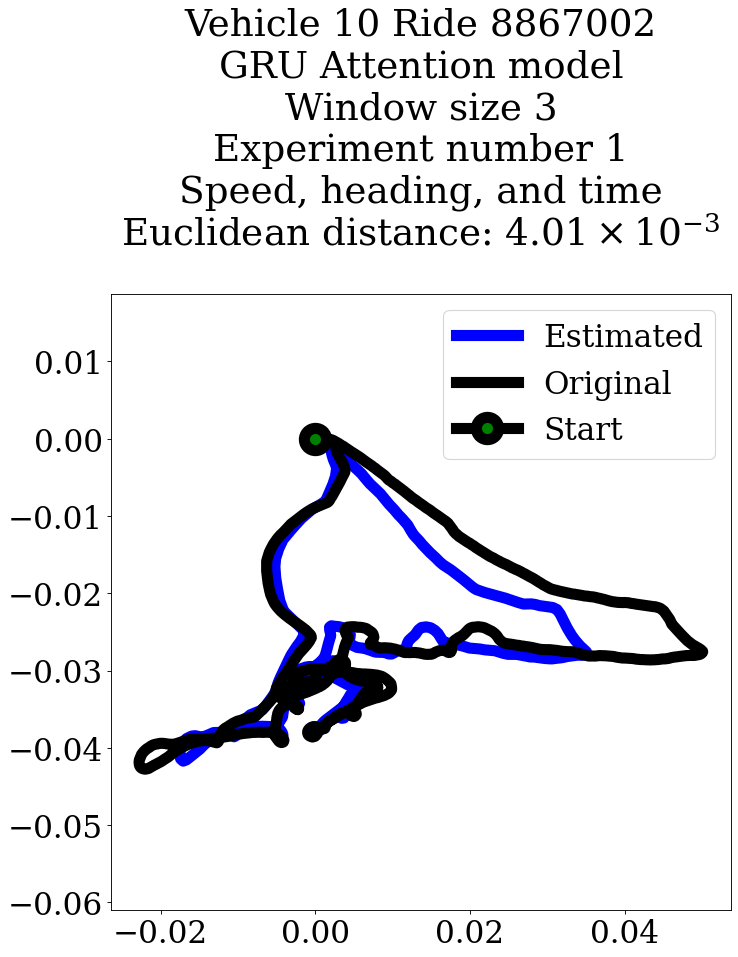 Vehicle 10 Ride 8867002
GRU Attention model
Window size 3
Experiment number 1
Speed, heading, and time
Euclidean distance: 4.01 × 10⁻³
Estimated
Original
Start
0.01
0.00
−0.01
−0.02
−0.03
−0.04
−0.05
−0.06
−0.02
0.00
0.02
0.04